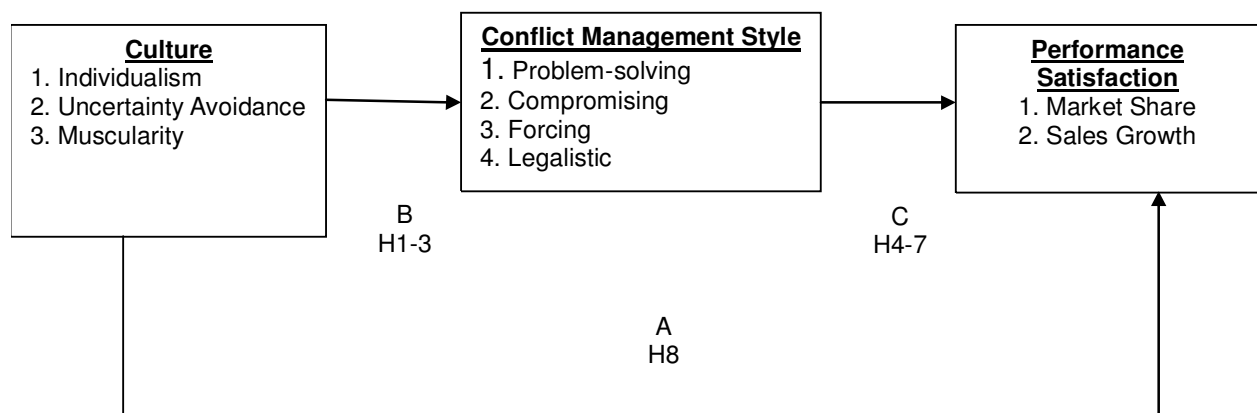 Culture
1. Individualism
2. Uncertainty Avoidance
3. Muscularity
Conflict Management Style
1. Problem-solving
2. Compromising
3. Forcing
4. Legalistic
Performance
Satisfaction
1. Market Share
2. Sales Growth
B
H1-3
C
H4-7
A
H8